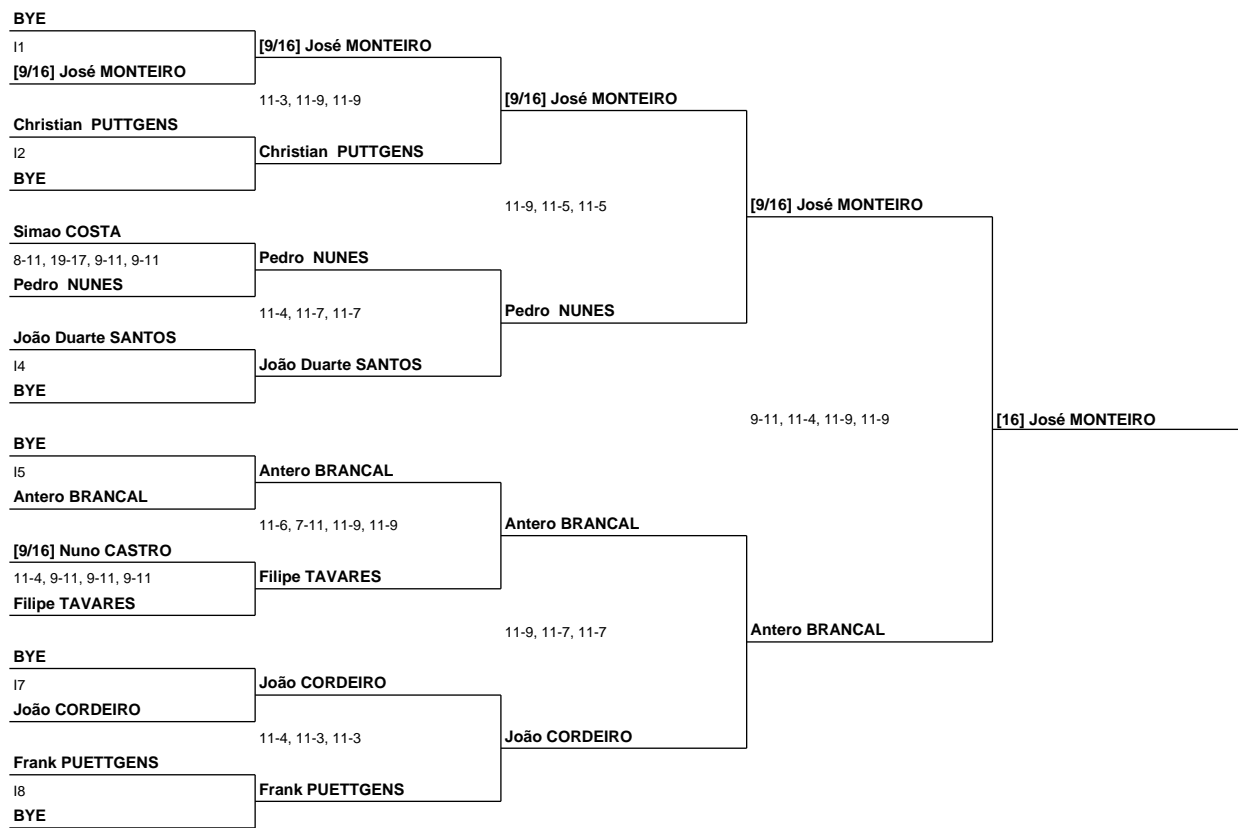 BYE
I1
[9/16] José MONTEIRO
[9/16] José MONTEIRO
11-3, 11-9, 11-9
[9/16] José MONTEIRO
Christian  PUTTGENS
I2
Christian  PUTTGENS
BYE
11-9, 11-5, 11-5
[9/16] José MONTEIRO
Simao COSTA
8-11, 19-17, 9-11, 9-11
Pedro  NUNES
Pedro  NUNES
11-4, 11-7, 11-7
Pedro  NUNES
João Duarte SANTOS
I4
João Duarte SANTOS
BYE
9-11, 11-4, 11-9, 11-9
[16] José MONTEIRO
BYE
I5
Antero BRANCAL
Antero BRANCAL
11-6, 7-11, 11-9, 11-9
Antero BRANCAL
[9/16] Nuno CASTRO
11-4, 9-11, 9-11, 9-11
Filipe TAVARES
Filipe TAVARES
11-9, 11-7, 11-7
Antero BRANCAL
BYE
I7
João CORDEIRO
João CORDEIRO
11-4, 11-3, 11-3
João CORDEIRO
Frank PUETTGENS
I8
Frank PUETTGENS
BYE